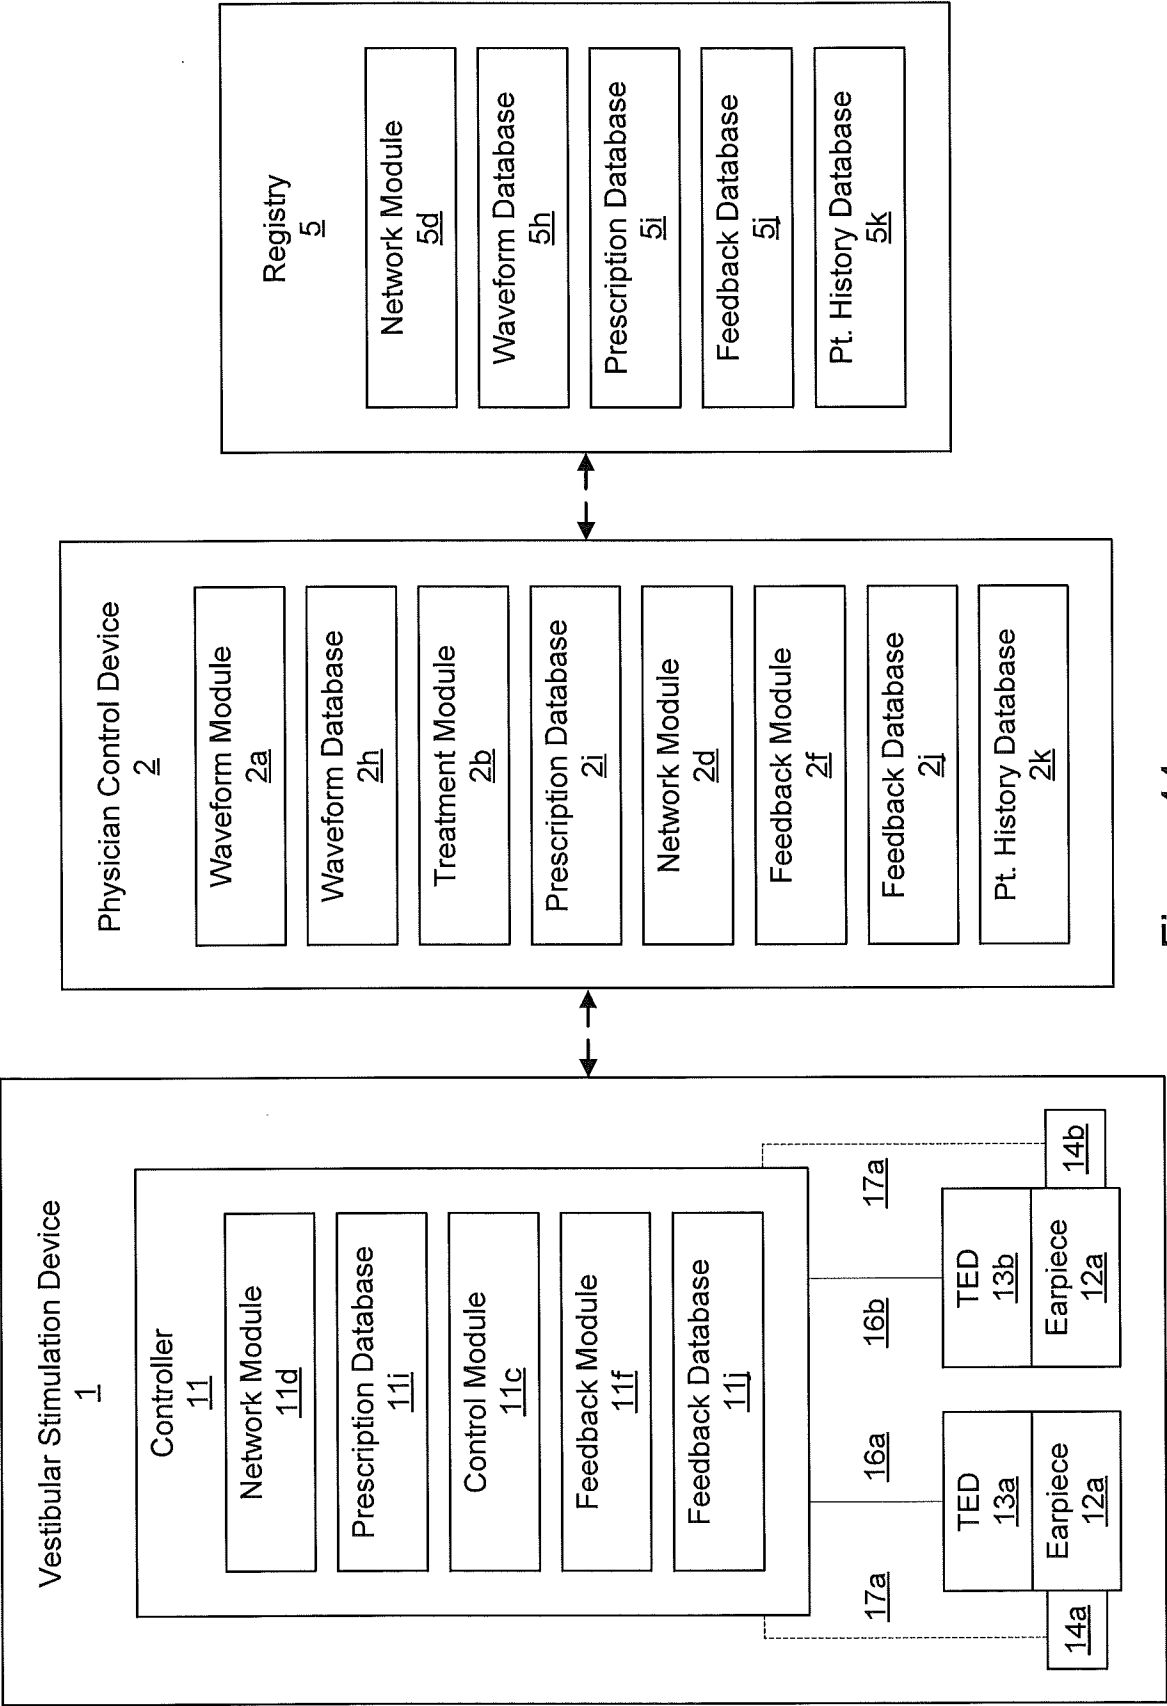 Vestibular Stimulation Device
1
Controller
11
Network Module
11d
Prescription Database
11i
Control Module
11c
Feedback Module
11f
Feedback Database
11j
17a
16a
16b
17a
TED
13a
Earpiece
12a
14a
TED
13b
Earpiece
12a
14b
Physician Control Device
2
Waveform Module
2a
Waveform Database
2h
Treatment Module
2b
Prescription Database
2i
Network Module
2d
Feedback Module
2f
Feedback Database
2j
Pt. History Database
2k
Registry
5
Network Module
5d
Waveform Database
5h
Prescription Database
5i
Feedback Database
5j
Pt. History Database
5k